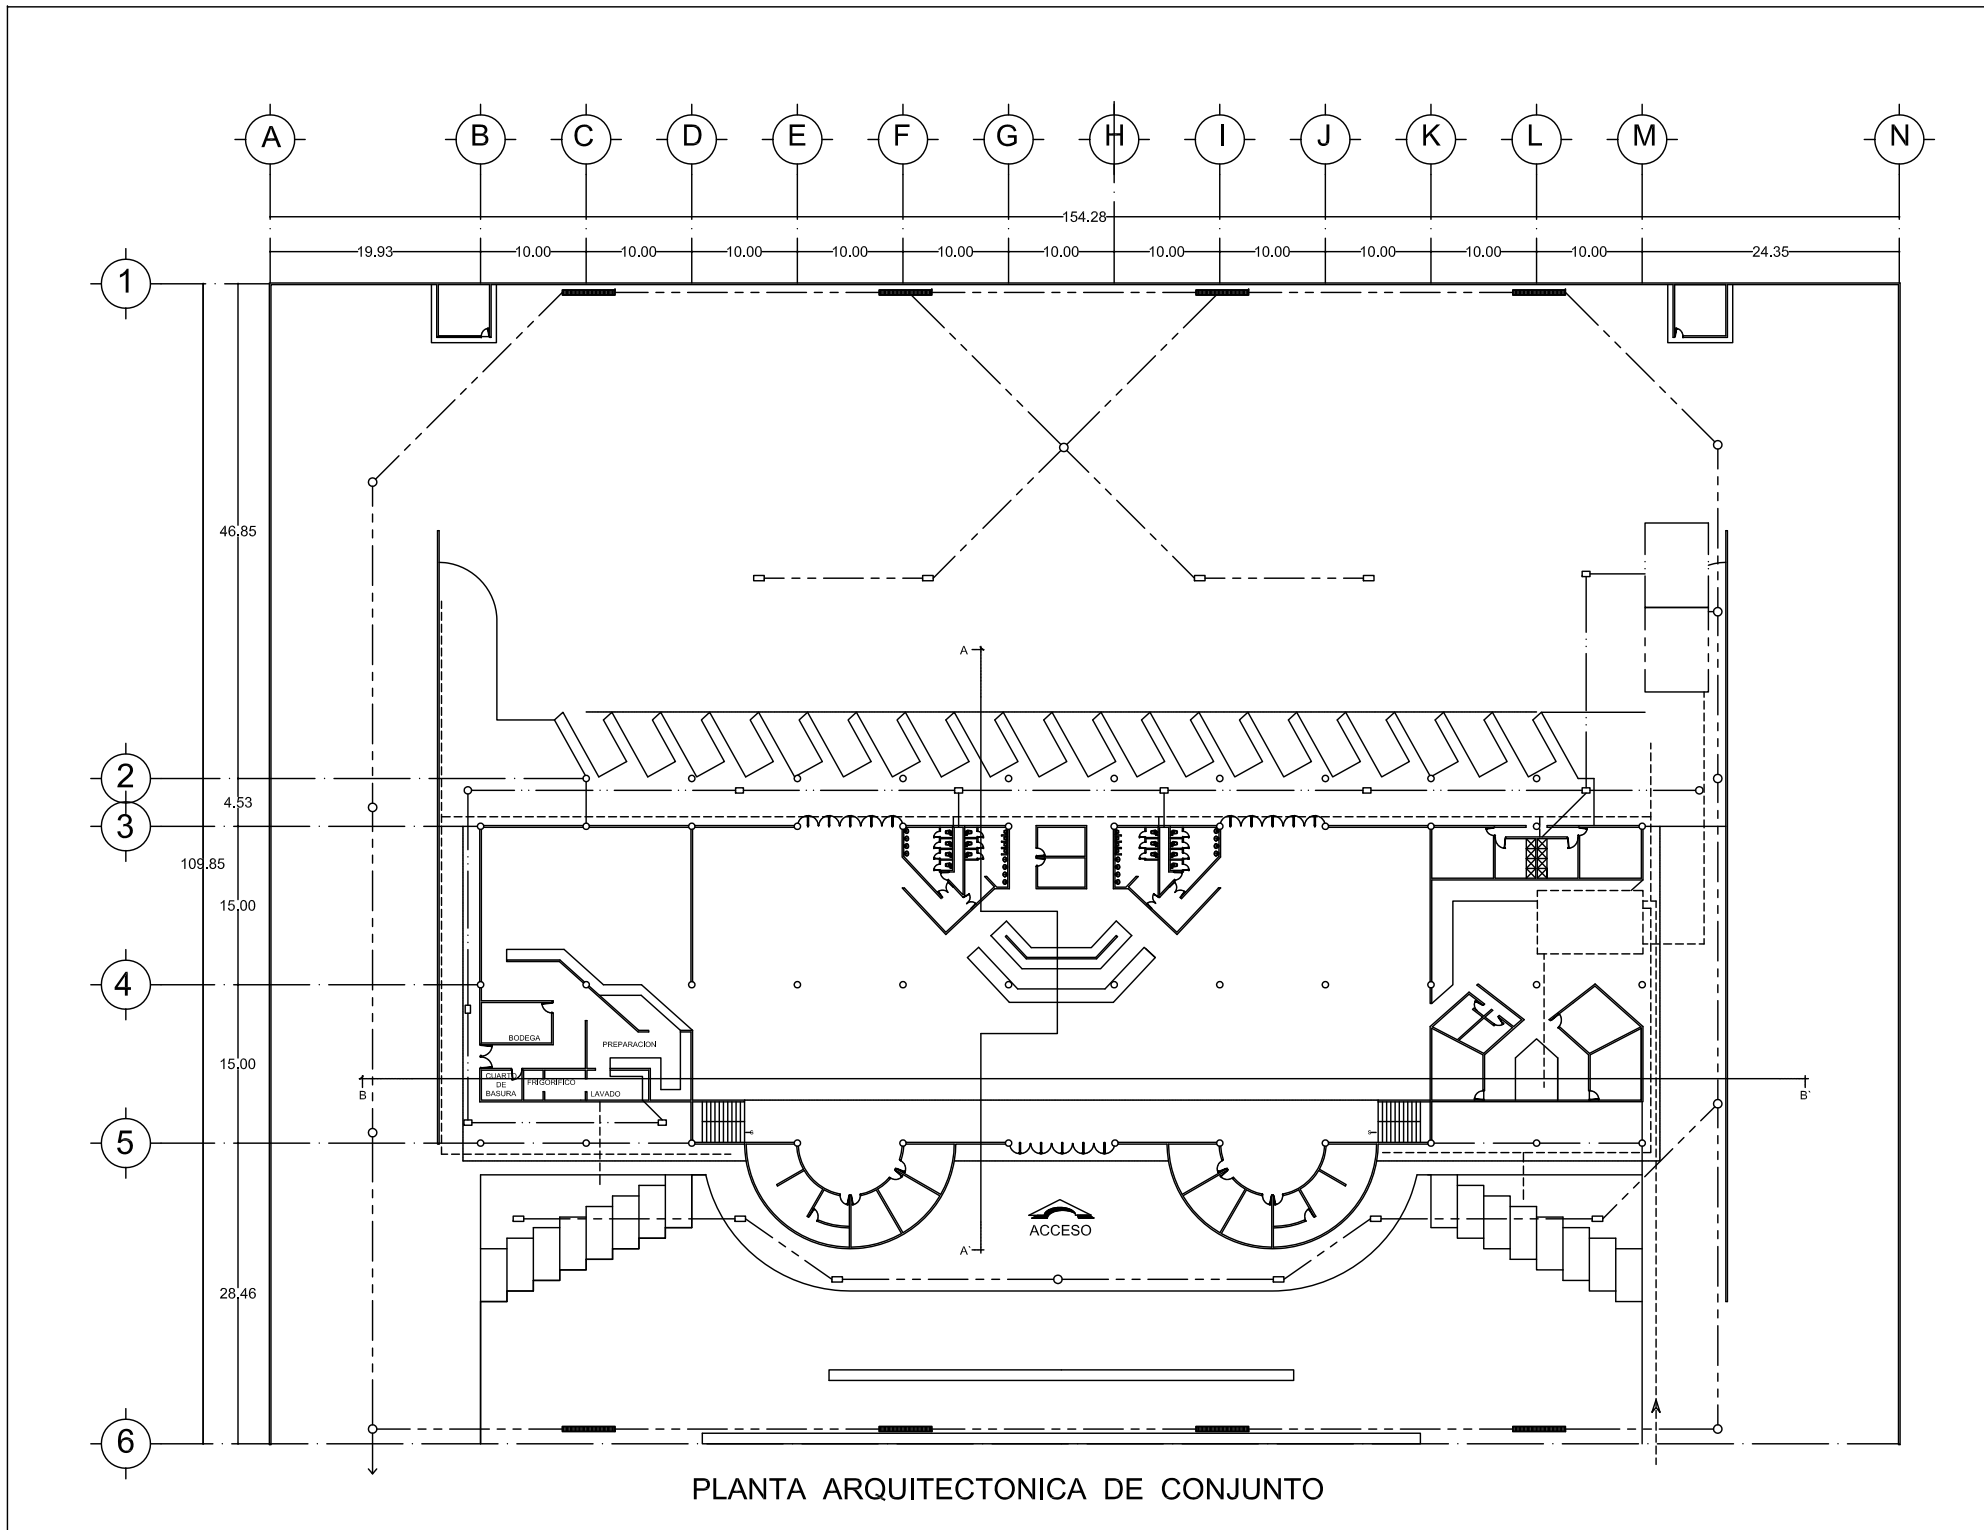 A B C D E F G H I J K L M N
154.28
19.93 10.00 10.00 10.00 10.00 10.00 10.00 10.00 10.00 10.00 10.00 10.00 24.35
1
46.85
A
2
4.53
3
109.85
15.00
4
BODEGA
PREPARACION
15.00
CUARTO
DE
BASURA
FRIGORIFICO
LAVADO
B
B`
S
S
5
ACCESO
A`
28.46
6
PLANTA ARQUITECTONICA DE CONJUNTO